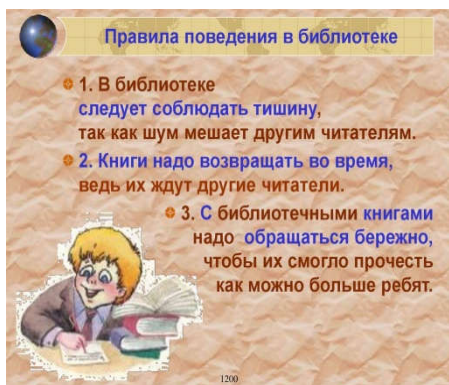 Правила поведения в библиотеке
1. В библиотеке
следует соблюдать тишину,
так как шум мешает другим читателям.
2. Книги надо возвращать во время,
ведь их ждут другие читатели.
3. С библиотечными книгами
надо обращаться бережно,
чтобы их смогло прочесть
как можно больше ребят.
1200